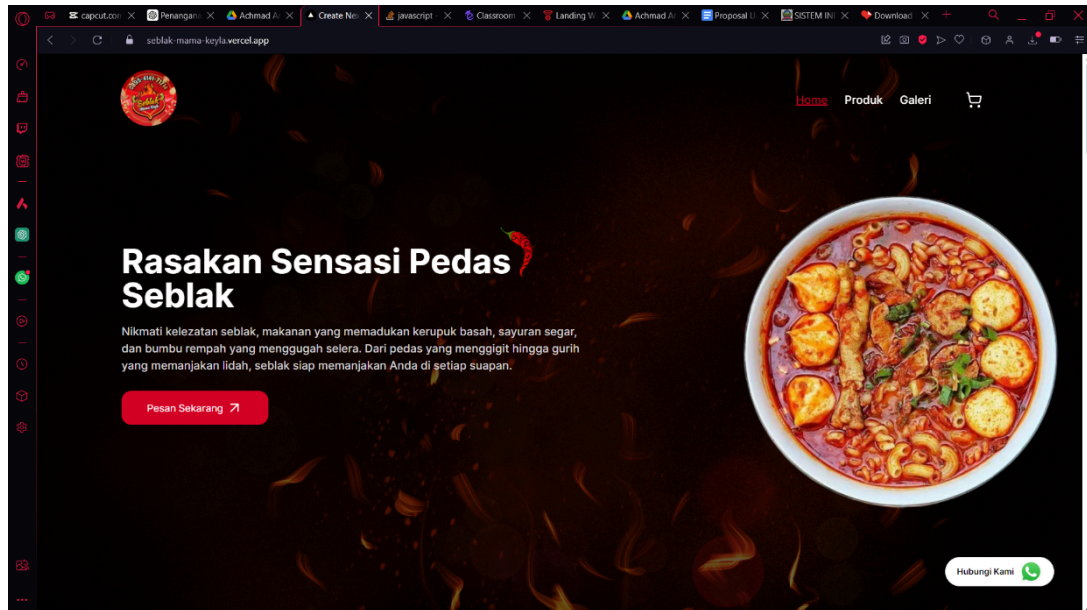 capcut.com
Penangana
Achmad A
Create Ne
javascript -
Classroom
Landing W
Achmad A
Proposal U
SISTEM INI
Download
seblak-mama-keyla.vercel.app
Seblak
Home
Produk
Galeri
Rasakan Sensasi Pedas
Seblak
Nikmati kelezatan seblak, makanan yang memadukan kerupuk basah, sayuran segar,
dan bumbu rempah yang menggugah selera. Dari pedas yang menggigit hingga gurih
yang memanjakan lidah, seblak siap memanjakan Anda di setiap suapan.
Pesan Sekarang
Hubungi Kami